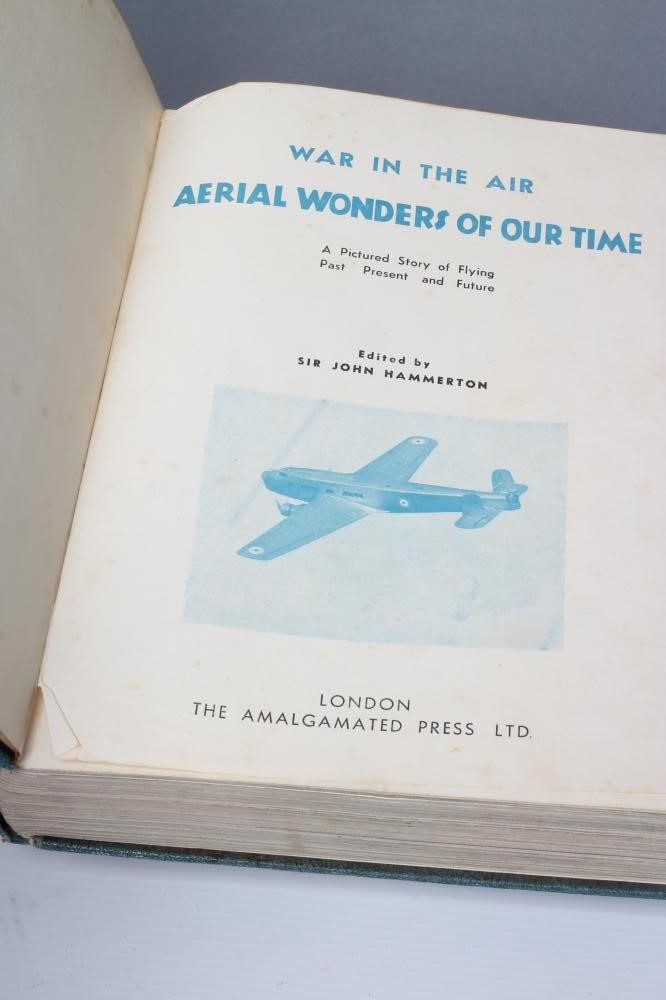 WAR IN THE AIR
AERIAL WONDERS OF OUR TIME
A Pictured Story of Flying
Past Present and Future
Edited by
SIR JOHN HAMMERTON
LONDON
THE AMALGAMATED PRESS LTD.